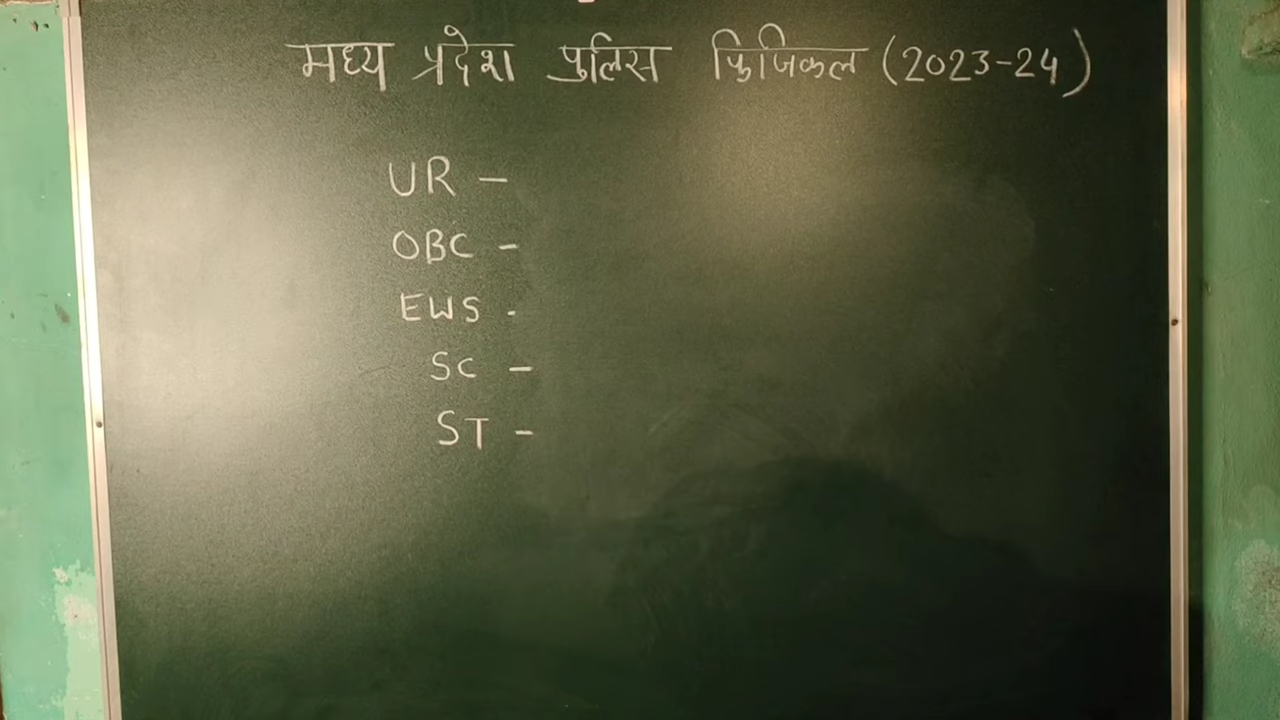 मध्य प्रदेश पुलिस फिजिकल (2023-24)
UR -
OBC -
EWS -
SC -
ST -